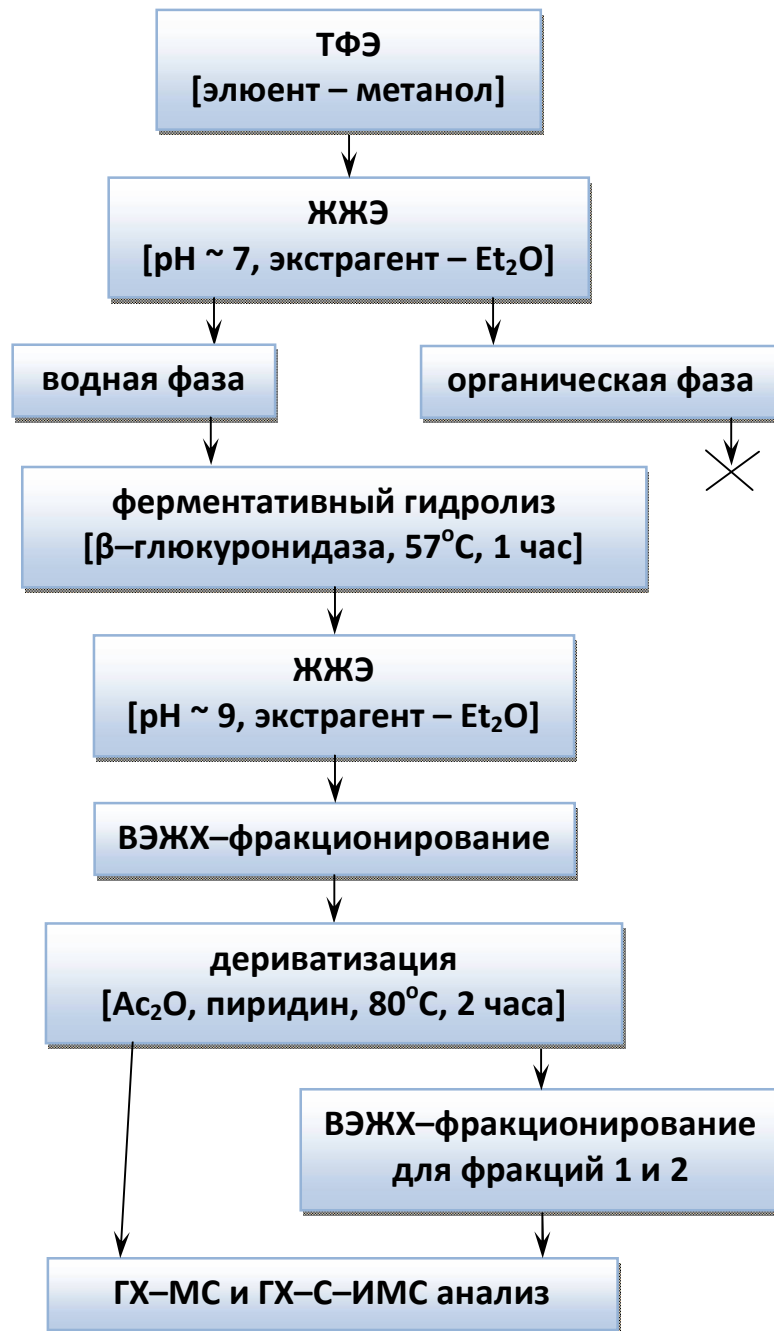 ТФЭ
[элюент – метанол]
ЖЖЭ
[pH ~ 7, экстрагент – Et₂O]
водная фаза
органическая фаза
ферментативный гидролиз
[β–глюкуронидаза, 57°C, 1 час]
ЖЖЭ
[pH ~ 9, экстрагент – Et₂O]
ВЭЖХ–фракционирование
дериватизация
[Ac₂O, пиридин, 80°C, 2 часа]
ВЭЖХ–фракционирование
для фракций 1 и 2
ГХ–МС и ГХ–С–ИМС анализ